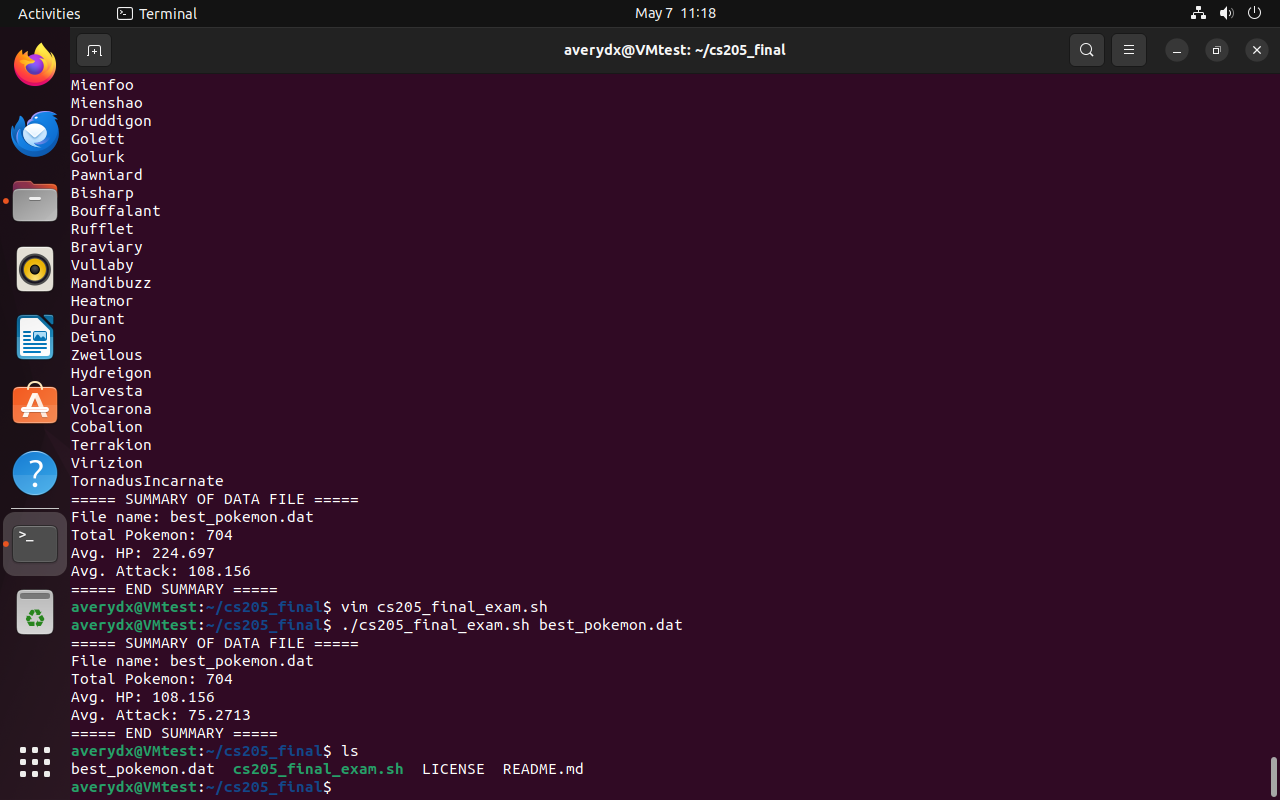 Activities
Terminal
May 7 11:18
averydx@VMtest: ~/cs205_final
Mienfoo
Mienshao
Druddigon
Golett
Golurk
Pawniard
Bisharp
Bouffalant
Rufflet
Braviary
Vullaby
Mandibuzz
Heatmor
Durant
Deino
Zweilous
Hydreigon
Larvesta
Volcarona
Cobalion
Terrakion
Virizion
TornadusIncarnate
===== SUMMARY OF DATA FILE =====
File name: best_pokemon.dat
Total Pokemon: 704
Avg. HP: 224.697
Avg. Attack: 108.156
===== END SUMMARY =====
averydx@VMtest:~/cs205_final$ vim cs205_final_exam.sh
averydx@VMtest:~/cs205_final$ ./cs205_final_exam.sh best_pokemon.dat
===== SUMMARY OF DATA FILE =====
File name: best_pokemon.dat
Total Pokemon: 704
Avg. HP: 108.156
Avg. Attack: 75.2713
===== END SUMMARY =====
averydx@VMtest:~/cs205_final$ ls
best_pokemon.dat  cs205_final_exam.sh  LICENSE  README.md
averydx@VMtest:~/cs205_final$